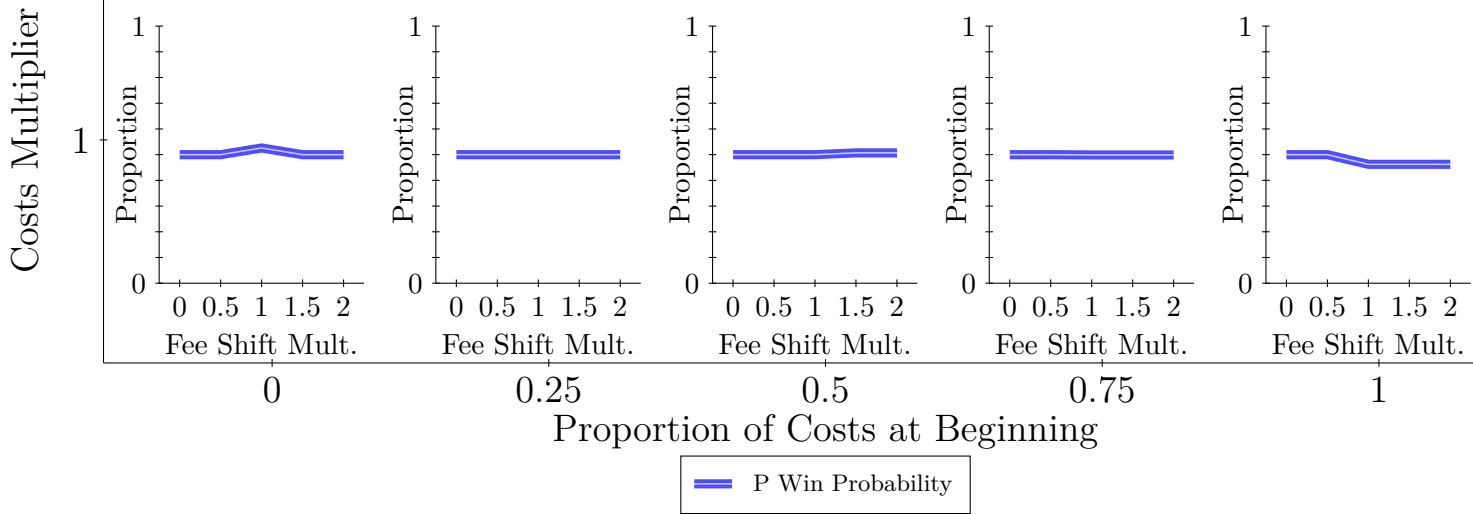 Costs Multiplier
1
1
0
Proportion
0 0.5 1 1.5 2
Fee Shift Mult.
1
0
Proportion
0 0.5 1 1.5 2
Fee Shift Mult.
1
0
Proportion
0 0.5 1 1.5 2
Fee Shift Mult.
1
0
Proportion
0 0.5 1 1.5 2
Fee Shift Mult.
1
0
Proportion
0 0.5 1 1.5 2
Fee Shift Mult.
0 0.25 0.5 0.75 1
Proportion of Costs at Beginning
P Win Probability